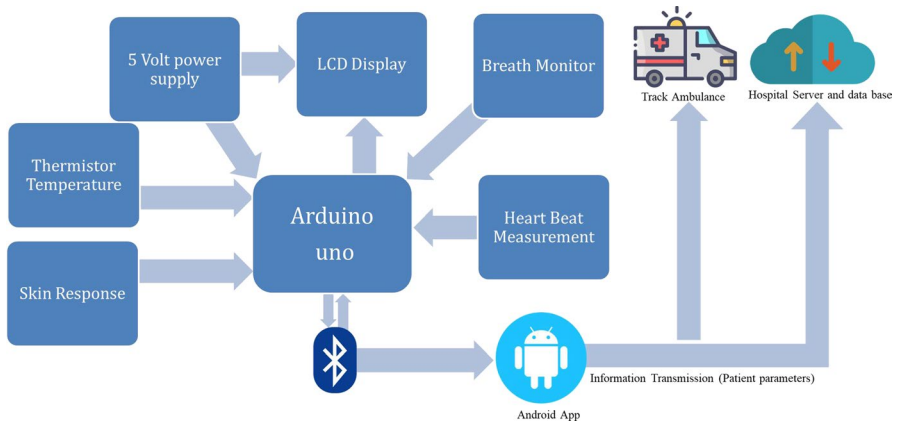 5 Volt power
supply
LCD Display
Breath Monitor
Track Ambulance
Hospital Server and data base
Thermistor
Temperature
Arduino
uno
Heart Beat
Measurement
Skin Response
Information Transmission (Patient parameters)
Android App